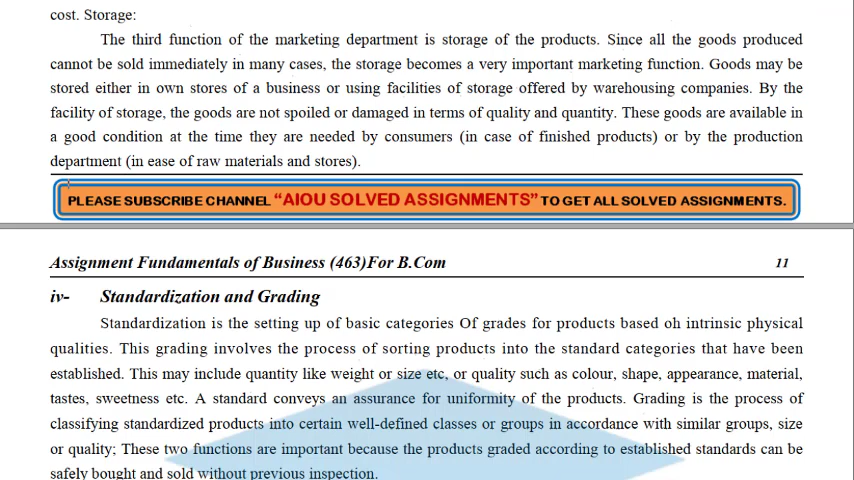 cost. Storage:
The third function of the marketing department is storage of the products. Since all the goods produced
cannot be sold immediately in many cases, the storage becomes a very important marketing function. Goods may be
stored either in own stores of a business or using facilities of storage offered by warehousing companies. By the
facility of storage, the goods are not spoiled or damaged in terms of quality and quantity. These goods are available in
a good condition at the time they are needed by consumers (in case of finished products) or by the production
department (in ease of raw materials and stores).
PLEASE SUBSCRIBE CHANNEL “AIOU SOLVED ASSIGNMENTS” TO GET ALL SOLVED ASSIGNMENTS.
Assignment Fundamentals of Business (463)For B.Com 11
iv- Standardization and Grading
Standardization is the setting up of basic categories Of grades for products based oh intrinsic physical
qualities. This grading involves the process of sorting products into the standard categories that have been
established. This may include quantity like weight or size etc, or quality such as colour, shape, appearance, material,
tastes, sweetness etc. A standard conveys an assurance for uniformity of the products. Grading is the process of
classifying standardized products into certain well-defined classes or groups in accordance with similar groups, size
or quality; These two functions are important because the products graded according to established standards can be
safely bought and sold without previous inspection.